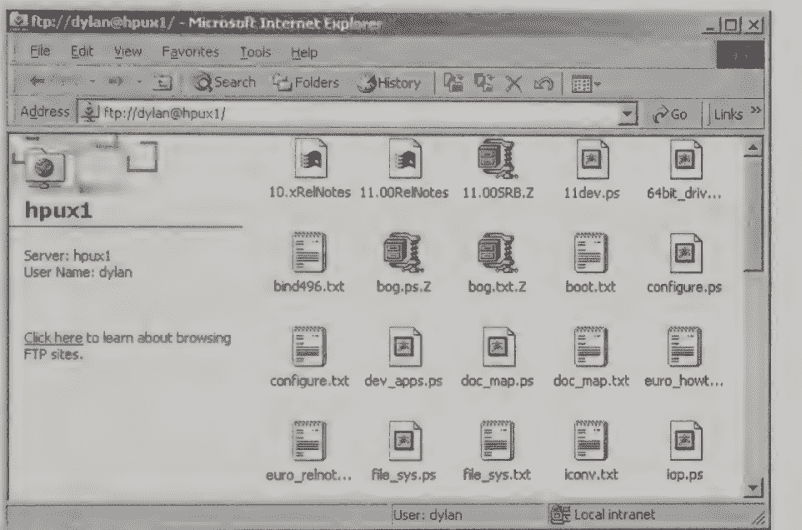 ftp://dylan@hpux1/ - Microsoft Internet Explorer
File Edit View Favorites Tools Help
Search Folders History
Address ftp://dylan@hpux1/ Go Links »
hpux1
Server: hpux1
User Name: dylan
Click here to learn about browsing
FTP sites.
10.xRelNotes 11.00RelNotes 11.00SRB.Z 11dev.ps 64bit_driv...
bind496.txt bog.ps.Z bog.txt.Z boot.txt configure.ps
configure.txt dev_apps.ps doc_map.ps doc_map.txt euro_howt...
euro_relnot... file_sys.ps file_sys.txt iconv.txt iop.ps
User: dylan Local intranet